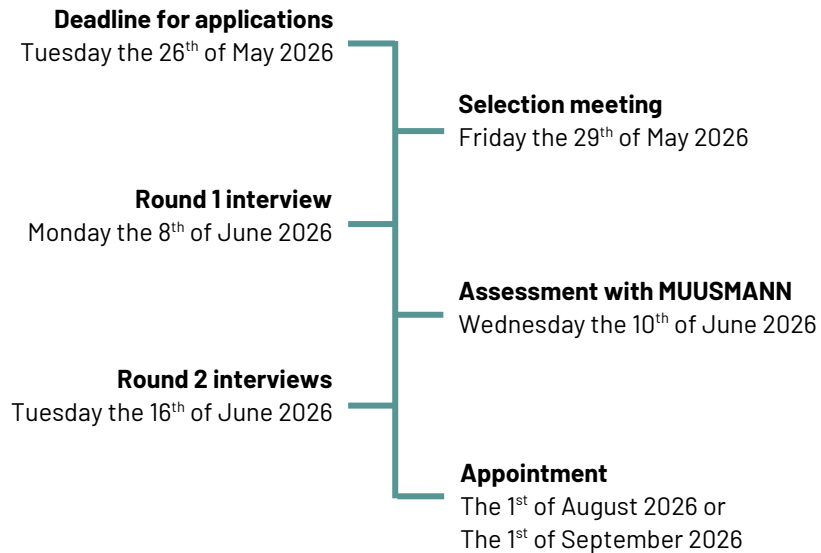 Deadline for applications
Tuesday the 26th of May 2026
Selection meeting
Friday the 29th of May 2026
Round 1 interview
Monday the 8th of June 2026
Assessment with MUUSMANN
Wednesday the 10th of June 2026
Round 2 interviews
Tuesday the 16th of June 2026
Appointment
The 1st of August 2026 or
The 1st of September 2026